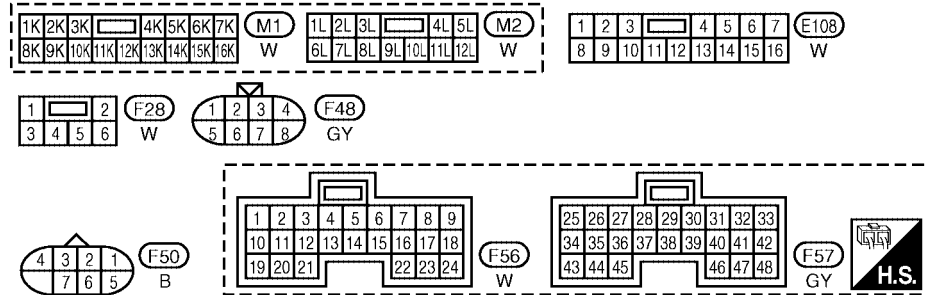 1K 2K 3K 4K 5K 6K 7K M1
8K 9K 10K 11K 12K 13K 14K 15K 16K W
1L 2L 3L 4L 5L M2
6L 7L 8L 9L 10L 11L 12L W
1 2 3 4 5 6 7 E108
8 9 10 11 12 13 14 15 16 W
1 2 F28
3 4 5 6 W
1 2 3 4 F48
5 6 7 8 GY
4 3 2 1 F50
7 6 5 B
1 2 3 4 5 6 7 8 9
10 11 12 13 14 15 16 17 18 F56
19 20 21 22 23 24 W
25 26 27 28 29 30 31 32 33
34 35 36 37 38 39 40 41 42 F57
43 44 45 46 47 48 GY
H.S.